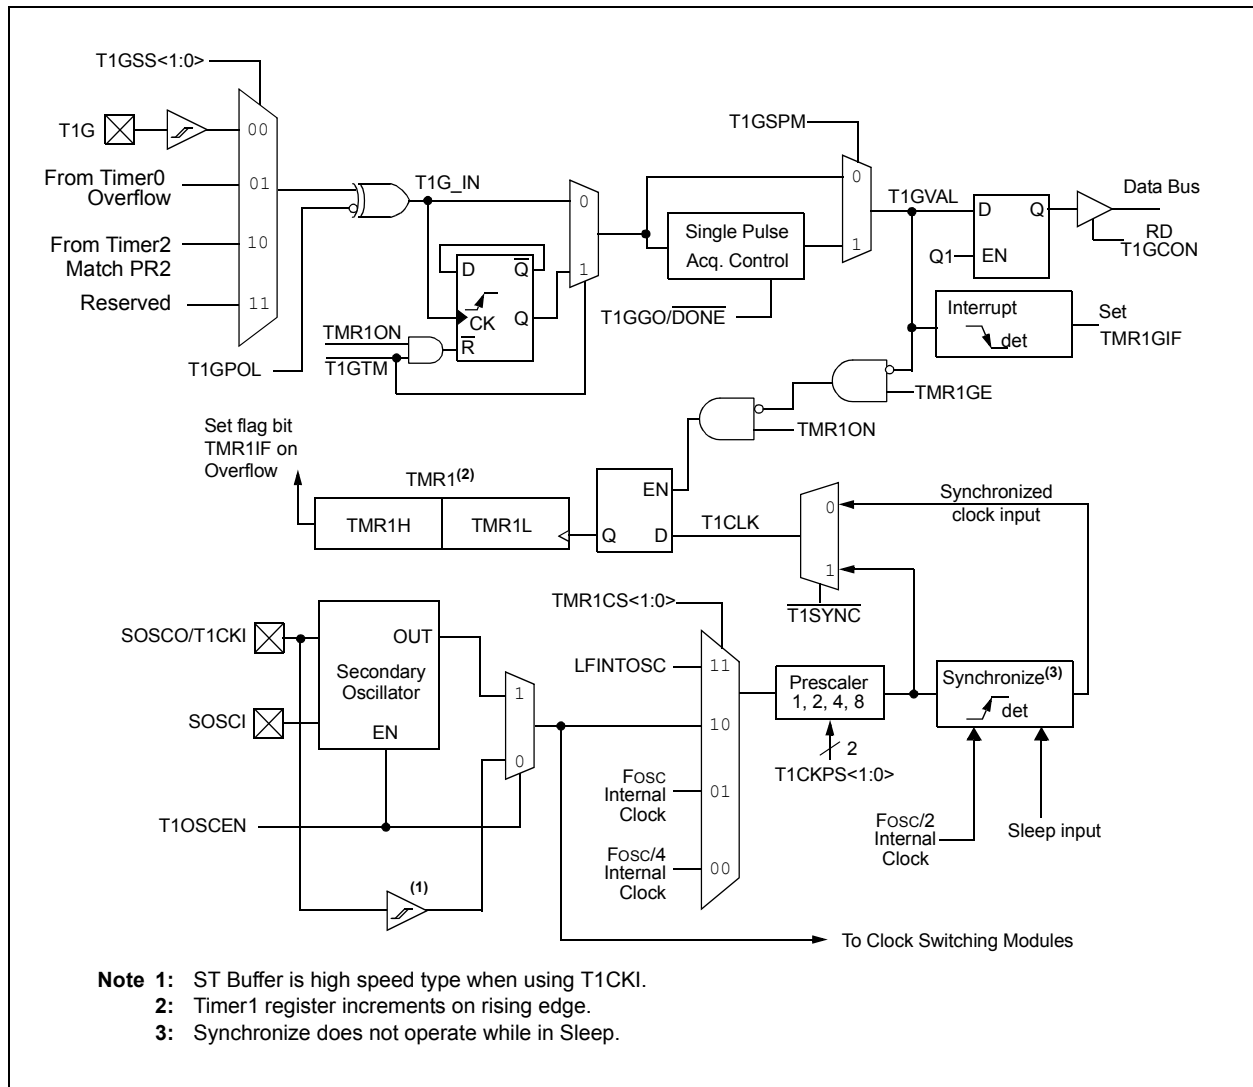 T1GSS<1:0>
T1G
00
From Timer0
Overflow
01
From Timer2
Match PR2
10
Reserved
11
T1GPOL
T1G_IN
0
1
D
Q̅
CK
Q
R̅
TMR1ON
T1GTM
T1GSPM
0
1
Single Pulse
Acq. Control
T1GGO/D̅O̅N̅E̅
T1GVAL
D
Q
Q1
EN
Data Bus
RD
T1GCON
Interrupt
det
Set
TMR1GIF
TMR1GE
TMR1ON
Set flag bit
TMR1IF on
Overflow
TMR1(2)
TMR1H
TMR1L
EN
Q
D
T1CLK
0
1
T̅1̅S̅Y̅N̅C̅
Synchronized
clock input
SOSCO/T1CKI
SOSCI
OUT
Secondary
Oscillator
EN
T1OSCEN
(1)
1
0
TMR1CS<1:0>
LFINTOSC
11
10
FOSC
Internal
Clock
01
FOSC/4
Internal
Clock
00
Prescaler
1, 2, 4, 8
2
T1CKPS<1:0>
Synchronize(3)
det
FOSC/2
Internal
Clock
Sleep input
To Clock Switching Modules
Note 1: ST Buffer is high speed type when using T1CKI.
2: Timer1 register increments on rising edge.
3: Synchronize does not operate while in Sleep.